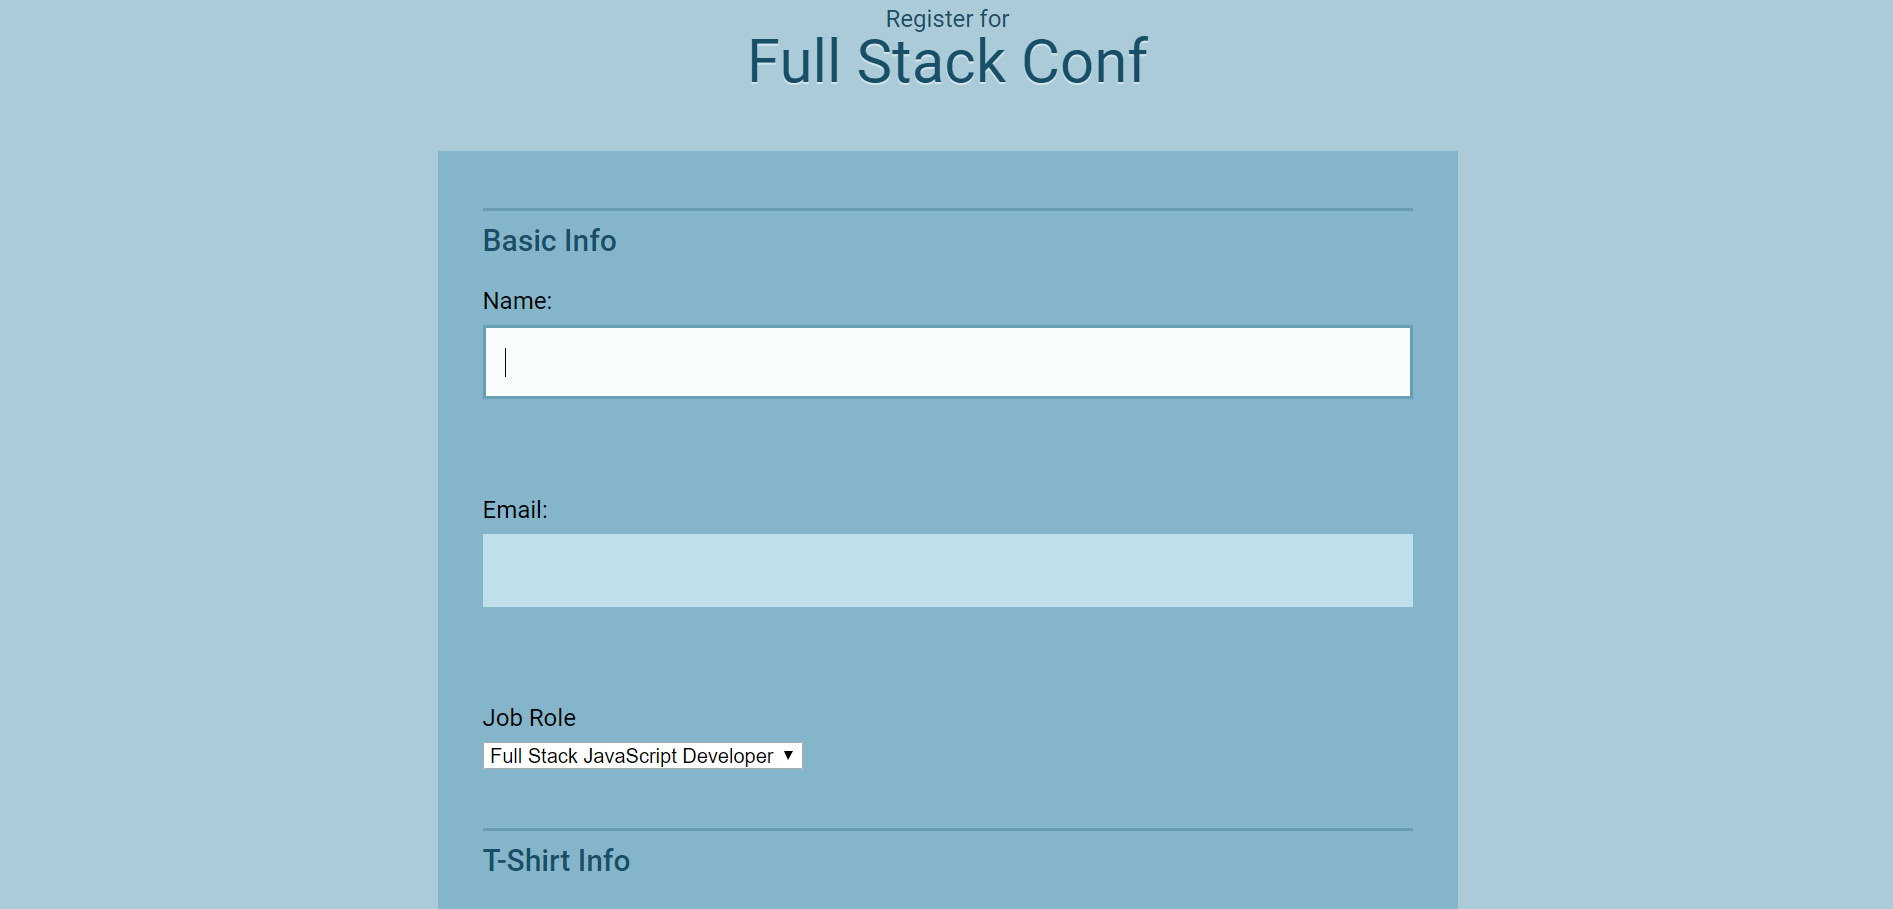 Register for
Full Stack Conf
Basic Info
Name:
Email:
Job Role
Full Stack JavaScript Developer
T-Shirt Info